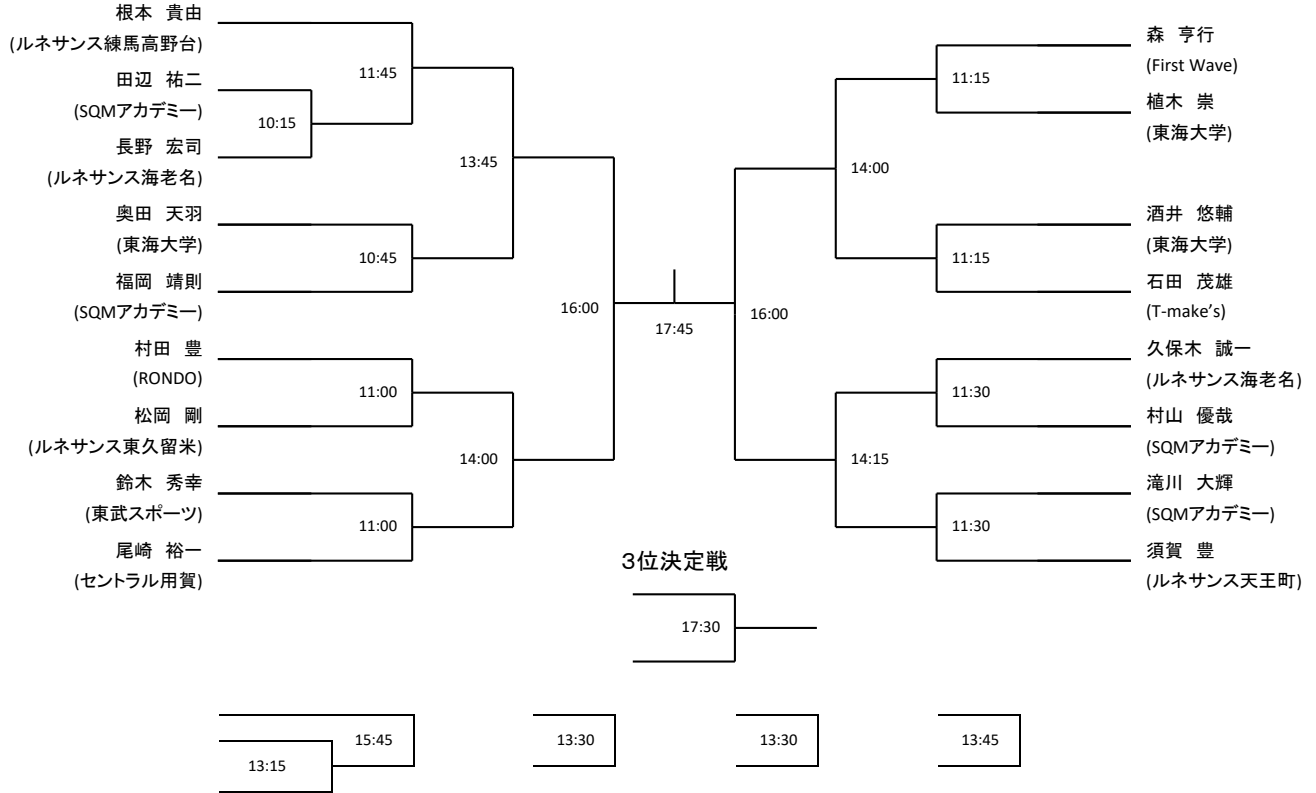 根本　貴由
(ルネサンス練馬高野台)
田辺　祐二
(SQMアカデミー)
長野　宏司
(ルネサンス海老名)
奥田　天羽
(東海大学)
福岡　靖則
(SQMアカデミー)
村田　豊
(RONDO)
松岡　剛
(ルネサンス東久留米)
鈴木　秀幸
(東武スポーツ)
尾崎　裕一
(セントラル用賀)
11:45
10:15
13:45
10:45
16:00
11:00
14:00
11:00
17:45
16:00
14:00
11:15
11:15
11:30
14:15
11:30
森　亨行
(First Wave)
植木　崇
(東海大学)
酒井　悠輔
(東海大学)
石田　茂雄
(T-make’s)
久保木　誠一
(ルネサンス海老名)
村山　優哉
(SQMアカデミー)
滝川　大輝
(SQMアカデミー)
須賀　豊
(ルネサンス天王町)
３位決定戦
17:30
15:45
13:15
13:30
13:30
13:45